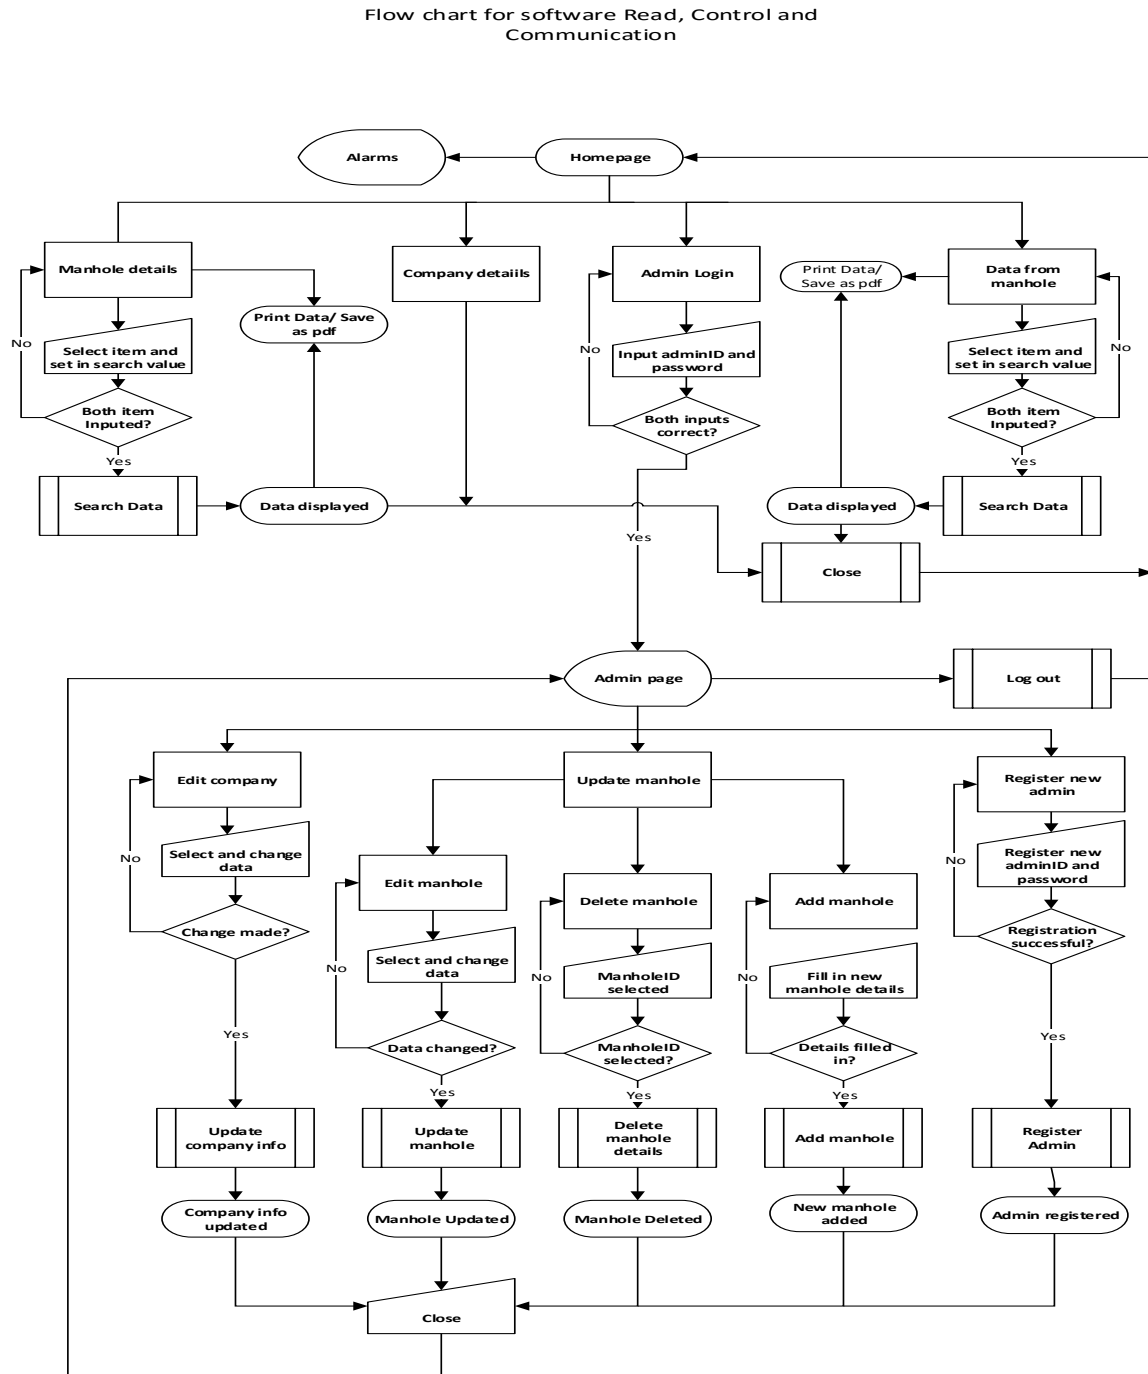 Flow chart for software Read, Control and
Communication
Alarms
Homepage
Manhole details
Company detaiils
Admin Login
Print Data/
Save as pdf
Data from
manhole
Print Data/ Save
as pdf
No
Select item and
set in search value
No
Input adminID and
password
Select item and
set in search value
No
Both item
Inputed?
Both inputs
correct?
Both item
Inputed?
Yes
Yes
Search Data
Data displayed
Data displayed
Search Data
Yes
Close
Admin page
Log out
Edit company
Update manhole
Register new
admin
No
Select and change
data
No
Register new
adminID and
password
Edit manhole
Delete manhole
Add manhole
Change made?
Registration
successful?
No
Select and change
data
No
ManholeID
selected
No
Fill in new
manhole details
Yes
Yes
Data changed?
ManholeID
selected?
Details filled
in?
Yes
Yes
Yes
Update
company info
Update
manhole
Delete
manhole
details
Add manhole
Register
Admin
Company info
updated
Manhole Updated
Manhole Deleted
New manhole
added
Admin registered
Close